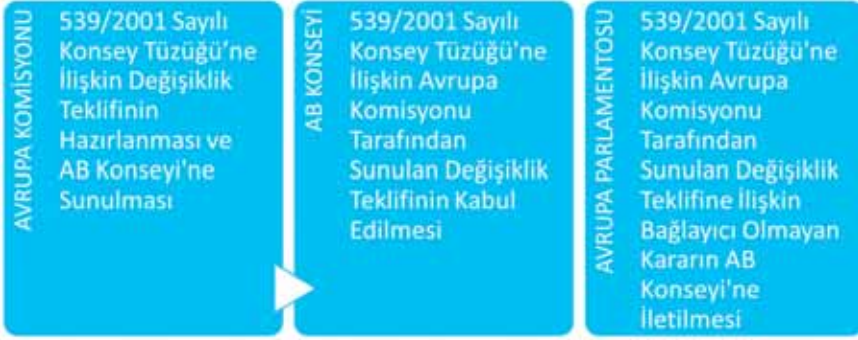 AVRUPA KOMİSYONU
539/2001 Sayılı
Konsey Tüzüğü'ne
İlişkin Değişiklik
Teklifinin
Hazırlanması ve
AB Konseyi'ne
Sunulması
AB KONSEYİ
539/2001 Sayılı
Konsey Tüzüğü'ne
İlişkin Avrupa
Komisyonu
Tarafından
Sunulan Değişiklik
Teklifinin Kabul
Edilmesi
AVRUPA PARLAMENTOSU
539/2001 Sayılı
Konsey Tüzüğü'ne
İlişkin Avrupa
Komisyonu
Tarafından
Sunulan Değişiklik
Teklifine İlişkin
Bağlayıcı Olmayan
Kararın AB
Konseyi'ne
İletilmesi